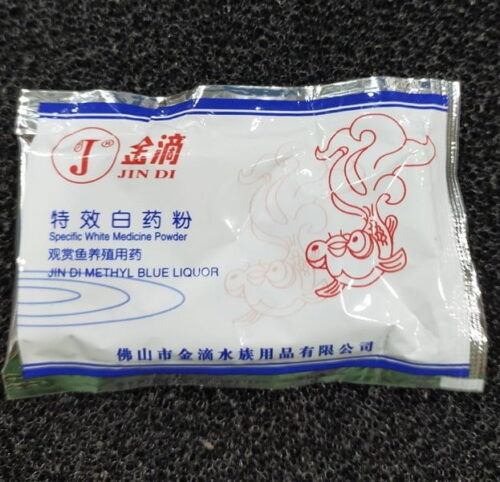 J®
金滴
JIN DI
特效白药粉
Specific White Medicine Powder
观赏鱼养殖用药
JIN DI METHYL BLUE LIQUOR
佛山市金滴水族用品有限公司